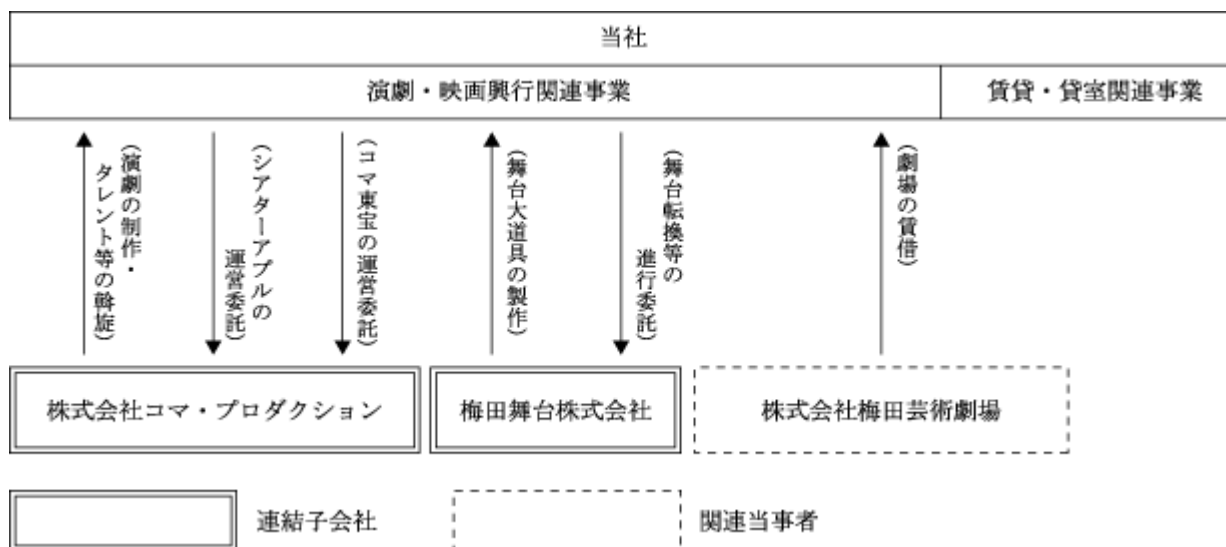 当社
演劇・映画興行関連事業
賃貸・貸室関連事業
(演劇の制作・
タレント等の斡旋)
(シアターアプルの
運営委託)
(コマ東宝の運営委託)
(舞台大道具の製作)
(舞台転換等の
進行委託)
(劇場の賃借)
株式会社コマ・プロダクション
梅田舞台株式会社
株式会社梅田芸術劇場
連結子会社
関連当事者